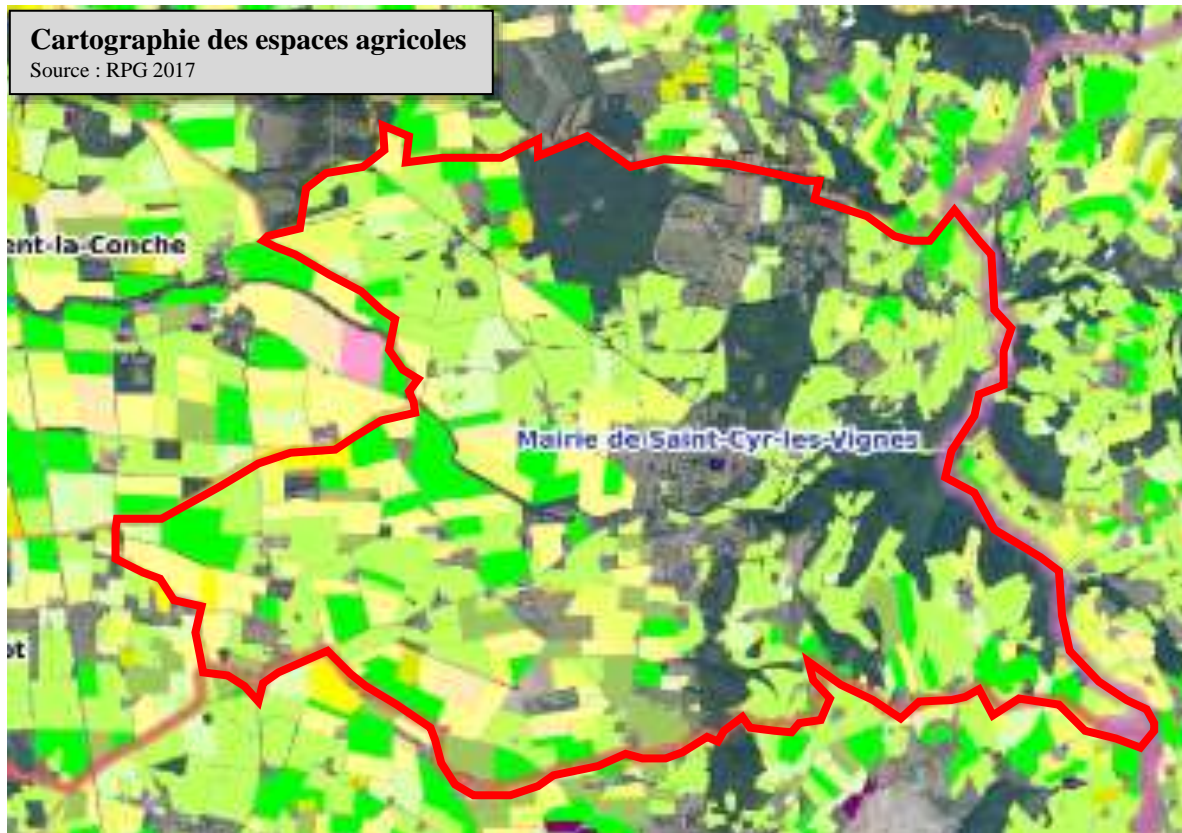 Cartographie des espaces agricoles
Source : RPG 2017
ent-la-Conche
Mairie de Saint-Cyr-les-Vignes
ot